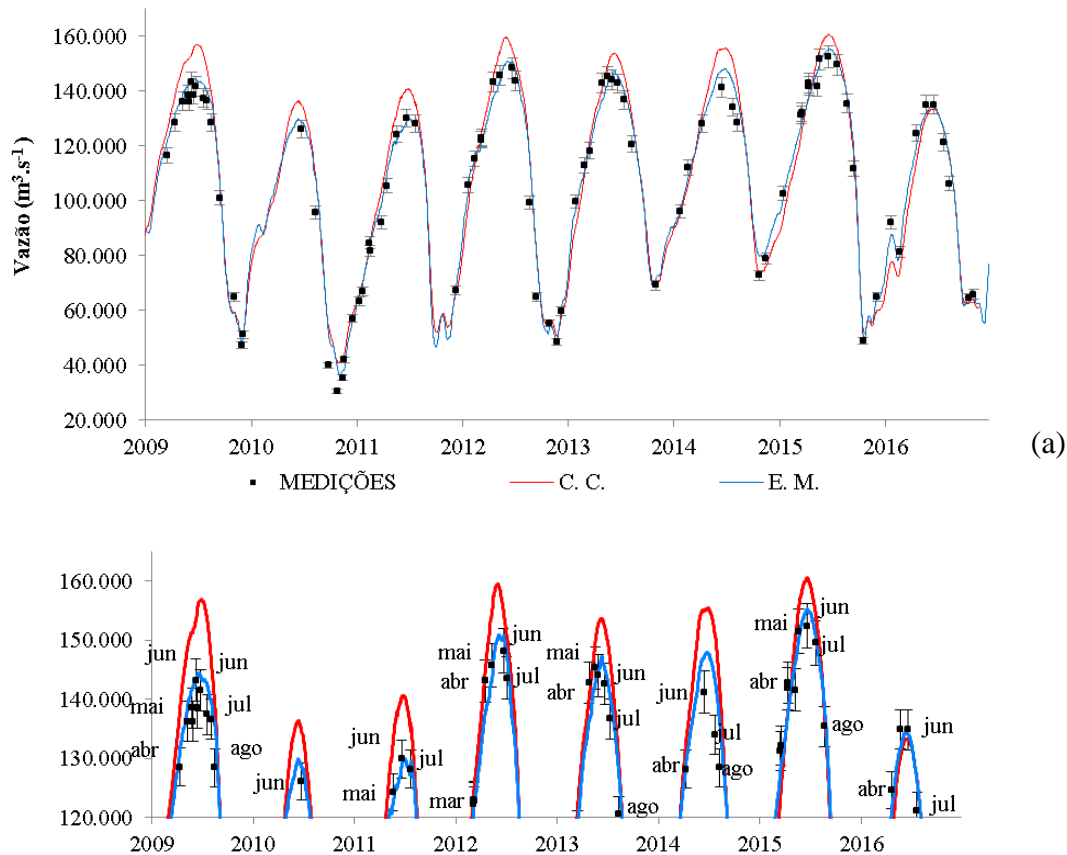 Vazão (m³.s⁻¹)
160.000
140.000
120.000
100.000
80.000
60.000
40.000
20.000
2009 2010 2011 2012 2013 2014 2015 2016
(a)
MEDIÇÕES C. C. E. M.
160.000
150.000
140.000
130.000
120.000
jun jun
mai jul
abr ago
jun
jun jul
mai
mai jun
abr jul
mar
mai jun
abr jul
ago
jun jul
abr ago
mai jun
jul
abr ago
jun
abr jul
2009 2010 2011 2012 2013 2014 2015 2016